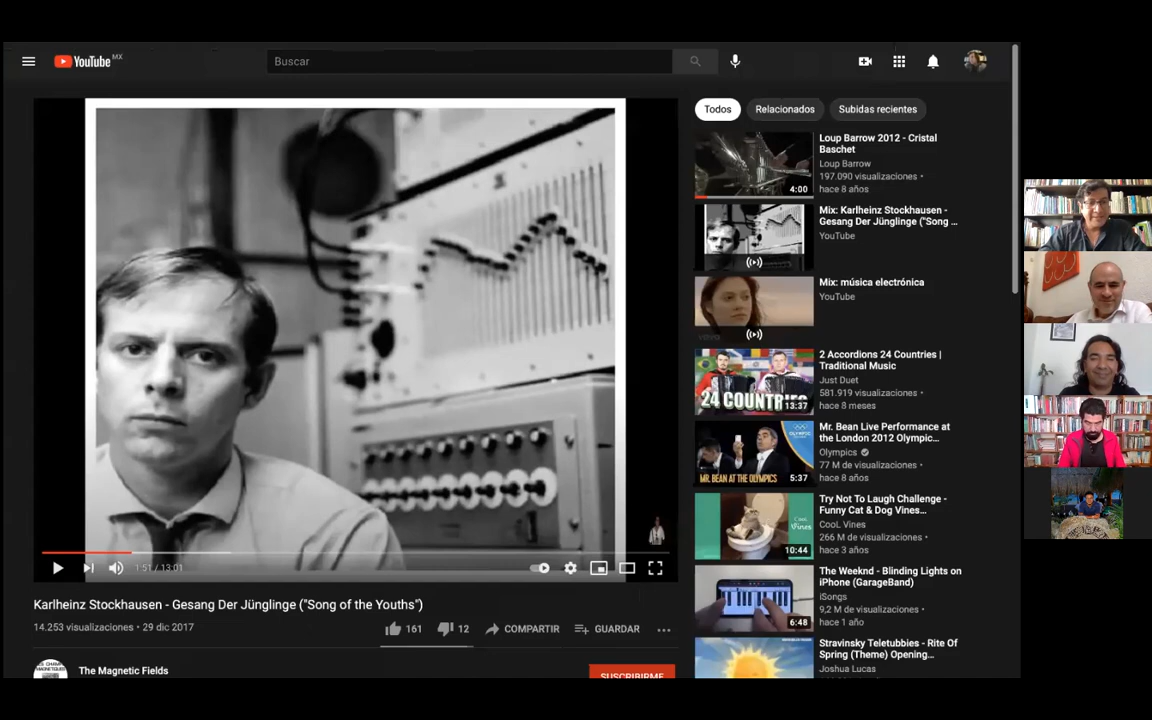 YouTube MX
Buscar
Todos
Relacionados
Subidas recientes
Loup Barrow 2012 - Cristal
Baschet
Loup Barrow
197.090 visualizaciones •
hace 8 años
4:00
Mix: Karlheinz Stockhausen -
Gesang Der Jünglinge ("Song ...
YouTube
Mix: música electrónica
YouTube
vevo
2 Accordions 24 Countries |
Traditional Music
Just Duet
581.919 visualizaciones •
hace 8 meses
24 COUNTRIES
13:37
Mr. Bean Live Performance at
the London 2012 Olympic...
Olympics
77 M de visualizaciones •
hace 8 años
MR. BEAN AT THE OLYMPICS
5:37
Try Not To Laugh Challenge -
Funny Cat & Dog Vines...
CooL Vines
266 M de visualizaciones •
hace 3 años
CooL
Vines
10:44
The Weeknd - Blinding Lights on
iPhone (GarageBand)
iSongs
9,2 M de visualizaciones •
hace 1 año
6:48
Stravinsky Teletubbies - Rite Of
Spring (Theme) Opening...
Joshua Lucas
1:51 / 13:01
Karlheinz Stockhausen - Gesang Der Jünglinge ("Song of the Youths")
14.253 visualizaciones • 29 dic 2017
161
12
COMPARTIR
GUARDAR
The Magnetic Fields
SUSCRIBIRME